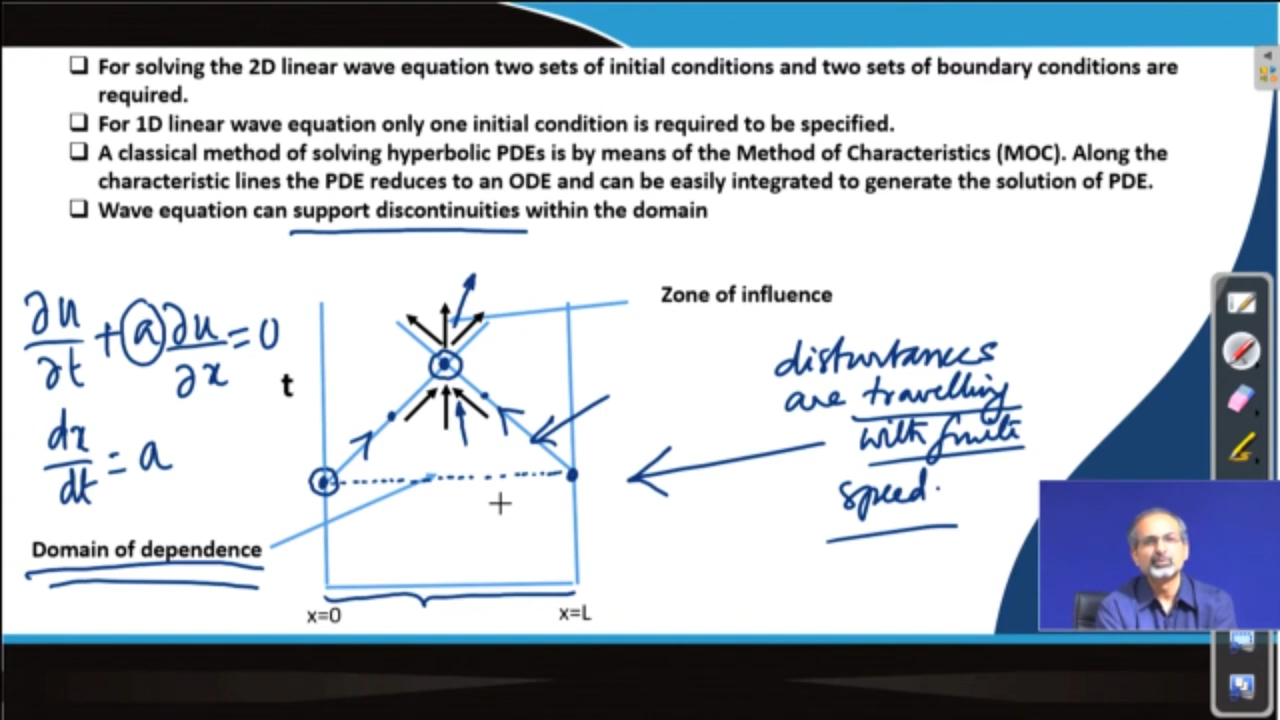 ❑ For solving the 2D linear wave equation two sets of initial conditions and two sets of boundary conditions are
required.
❑ For 1D linear wave equation only one initial condition is required to be specified.
❑ A classical method of solving hyperbolic PDEs is by means of the Method of Characteristics (MOC). Along the
characteristic lines the PDE reduces to an ODE and can be easily integrated to generate the solution of PDE.
❑ Wave equation can support discontinuities within the domain
Zone of influence
∂u/∂t + a ∂u/∂x = 0
t
dx/dt = a
disturbances
are travelling
with finite
speed.
Domain of dependence
x=0
x=L